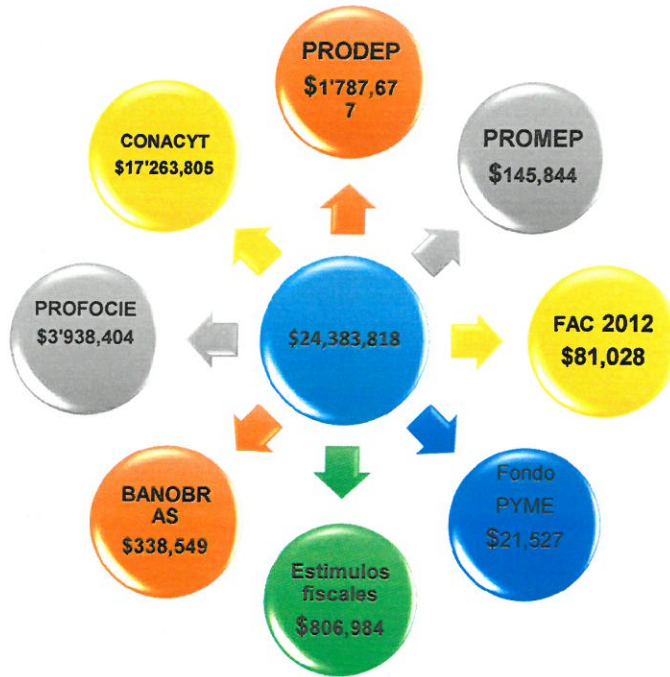 PRODEP
$1'787,67
7
PROMEP
$145,844
FAC 2012
$81,028
Fondo
PYME
$21,527
Estimulos
fiscales
$806,984
BANOBR
AS
$338,549
PROFOCIE
$3'938,404
CONACYT
$17'263,805
$24,383,818